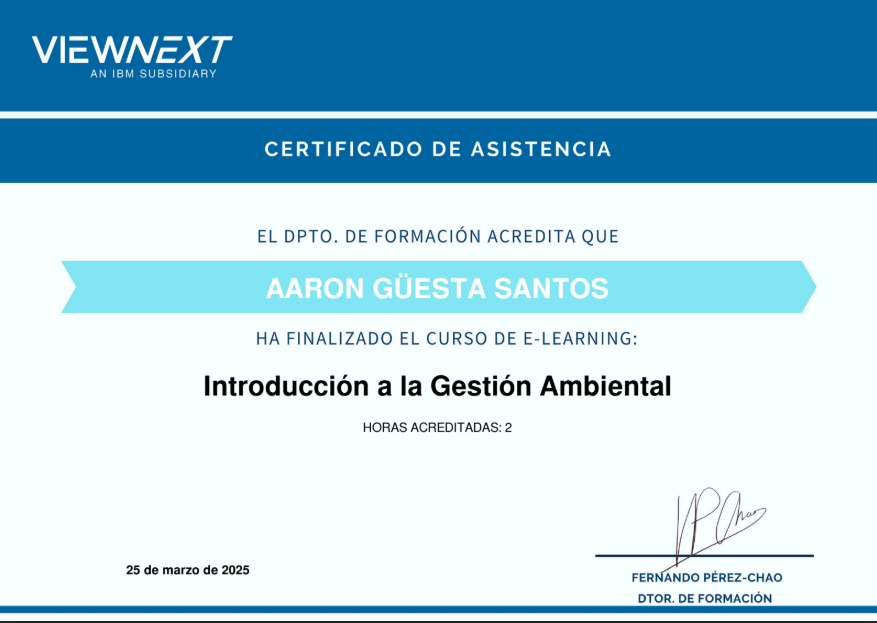 VIEWNEXT
AN IBM SUBSIDIARY
CERTIFICADO DE ASISTENCIA
EL DPTO. DE FORMACIÓN ACREDITA QUE
AARON GÜESTA SANTOS
HA FINALIZADO EL CURSO DE E-LEARNING:
Introducción a la Gestión Ambiental
HORAS ACREDITADAS: 2
25 de marzo de 2025
FERNANDO PÉREZ-CHAO
DTOR. DE FORMACIÓN